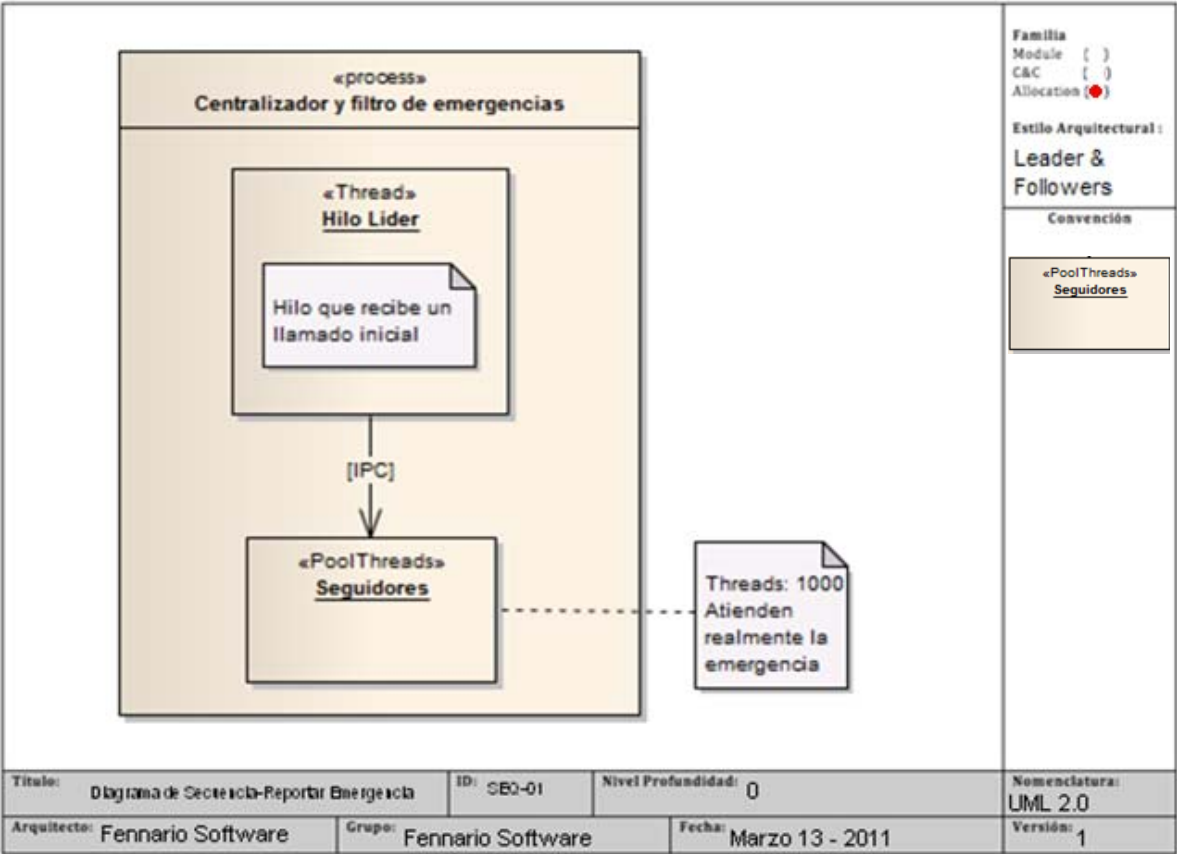 «process»
Centralizador y filtro de emergencias
«Thread»
Hilo Lider
Hilo que recibe un
llamado inicial
[IPC]
«PoolThreads»
Seguidores
Threads: 1000
Atienden
realmente la
emergencia
Familia
Module ( )
C&C ( )
Allocation ( )
Estilo Arquitectural :
Leader &
Followers
Convención
«PoolThreads»
Seguidores
Titulo: Diagrama de Secuencia-Reportar Emergencia
ID: SEQ-01
Nivel Profundidad: 0
Nomenclatura:
UML 2.0
Arquitecto: Fennario Software
Grupo: Fennario Software
Fecha: Marzo 13 - 2011
Versión: 1